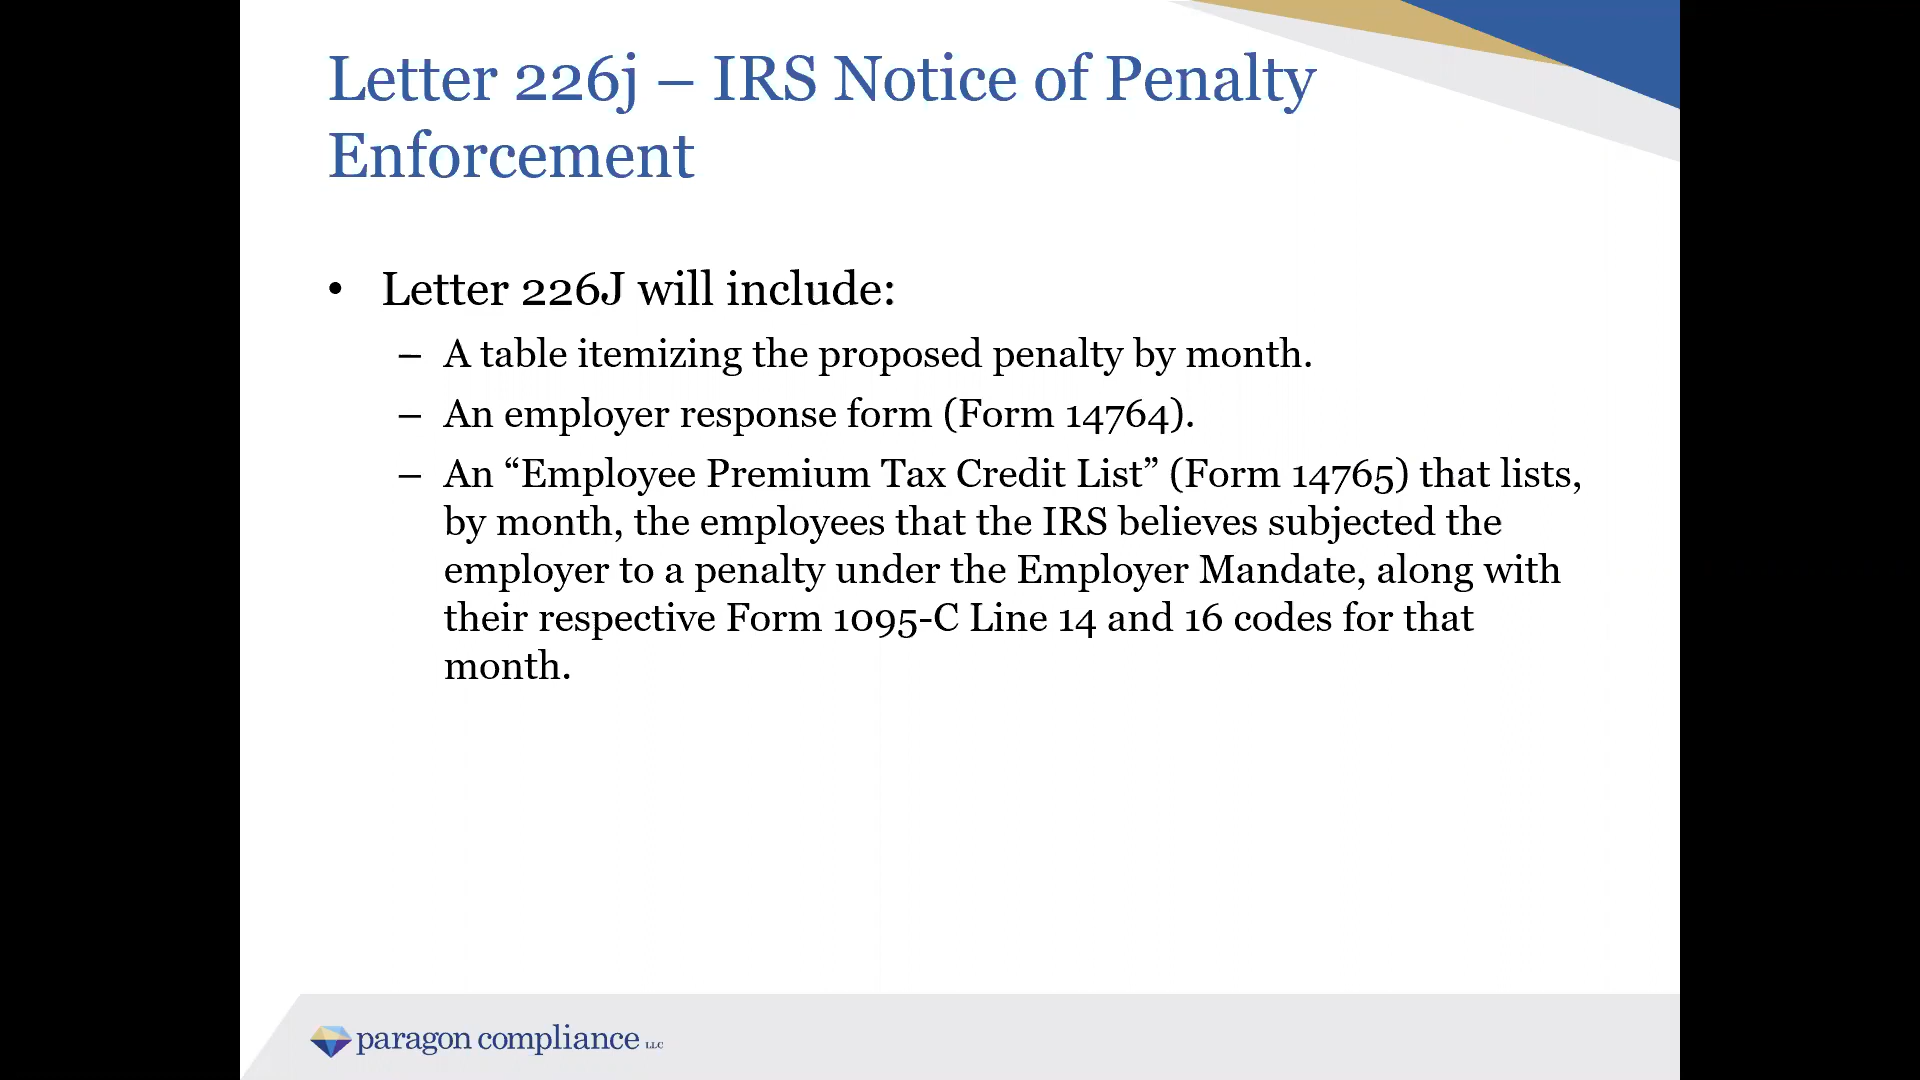 Letter 226j – IRS Notice of Penalty
Enforcement
• Letter 226J will include:
– A table itemizing the proposed penalty by month.
– An employer response form (Form 14764).
– An “Employee Premium Tax Credit List” (Form 14765) that lists,
by month, the employees that the IRS believes subjected the
employer to a penalty under the Employer Mandate, along with
their respective Form 1095-C Line 14 and 16 codes for that
month.
paragon compliance LLC